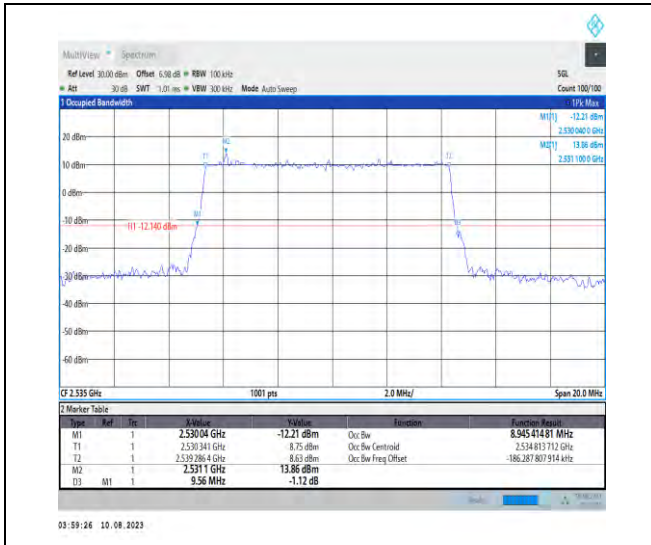 MultiView Spectrum
Ref Level 30.00 dBm Offset 6.98 dB RBW 100 kHz SGL
Att 30 dB SWT 1.01 ms VBW 300 kHz Mode Auto Sweep Count 100/100
1 Occupied Bandwidth 1Pk Max
M1[1] -12.21 dBm
2.530 040 0 GHz
M2[1] 13.86 dBm
2.531 100 0 GHz
20 dBm
M2
T1 T2
10 dBm
0 dBm
-10 dBm
H1 -12.140 dBm
-20 dBm
-30 dBm
-40 dBm
-50 dBm
-60 dBm
CF 2.535 GHz 1001 pts 2.0 MHz/ Span 20.0 MHz
2 Marker Table
Type Ref Trc X-Value Y-Value Function Function Result
M1 1 2.53004 GHz -12.21 dBm Occ Bw 8.945 414 81 MHz
T1 1 2.530 341 GHz 8.75 dBm Occ Bw Centroid 2.534 813 712 GHz
T2 1 2.539 286 4 GHz 8.63 dBm Occ Bw Freq Offset -186.287 807 914 kHz
M2 1 2.531 1 GHz 13.86 dBm
D3 M1 1 9.56 MHz -1.12 dB
03:59:26 10.08.2023